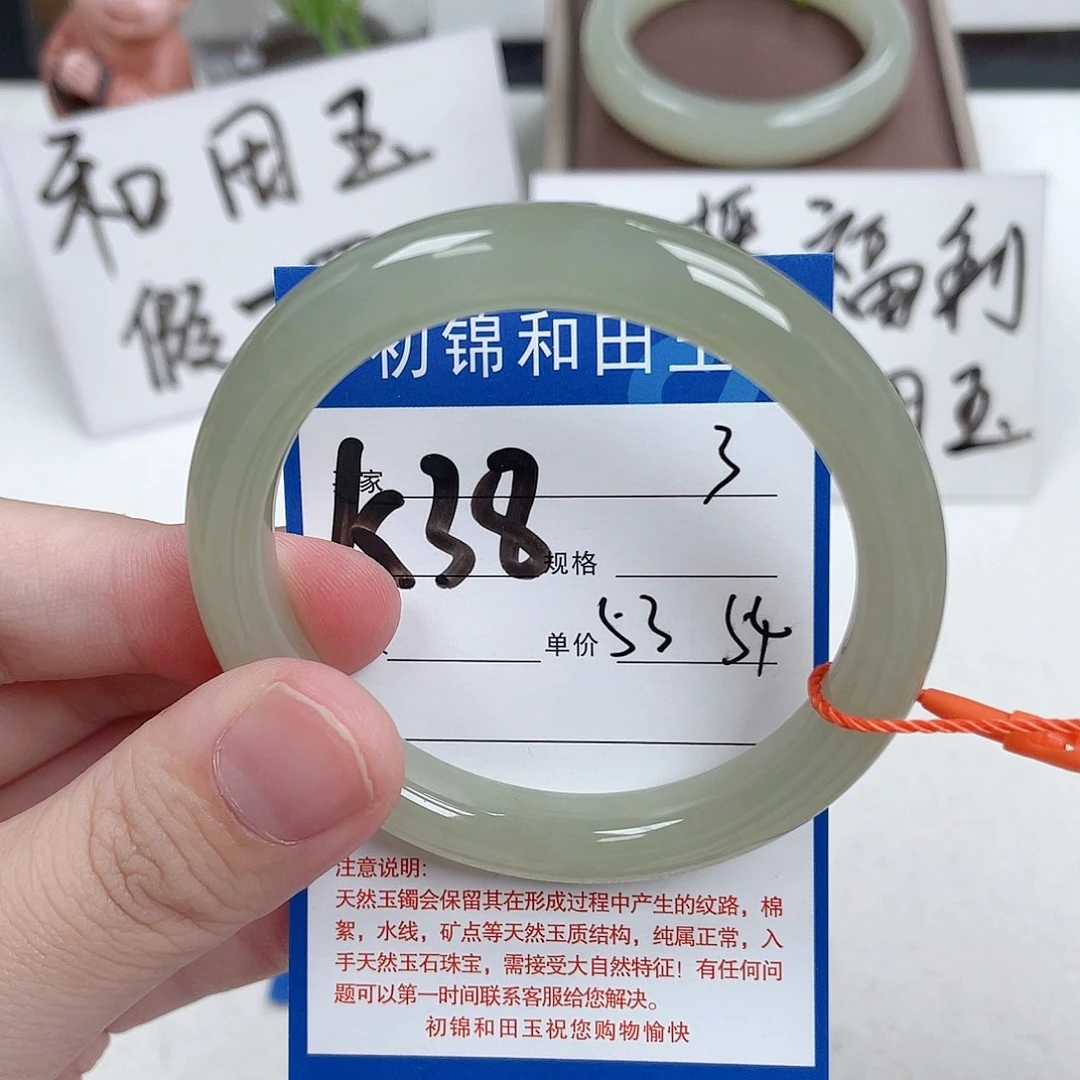 和田玉
假一
福利
玉
初锦和田玉
家
3
k38
规格
单价 53 54
注意说明:
天然玉镯会保留其在形成过程中产生的纹路，棉
絮，水线，矿点等天然玉质结构，纯属正常，入
手天然玉石珠宝，需接受大自然特征！有任何问
题可以第一时间联系客服给您解决。
初锦和田玉祝您购物愉快